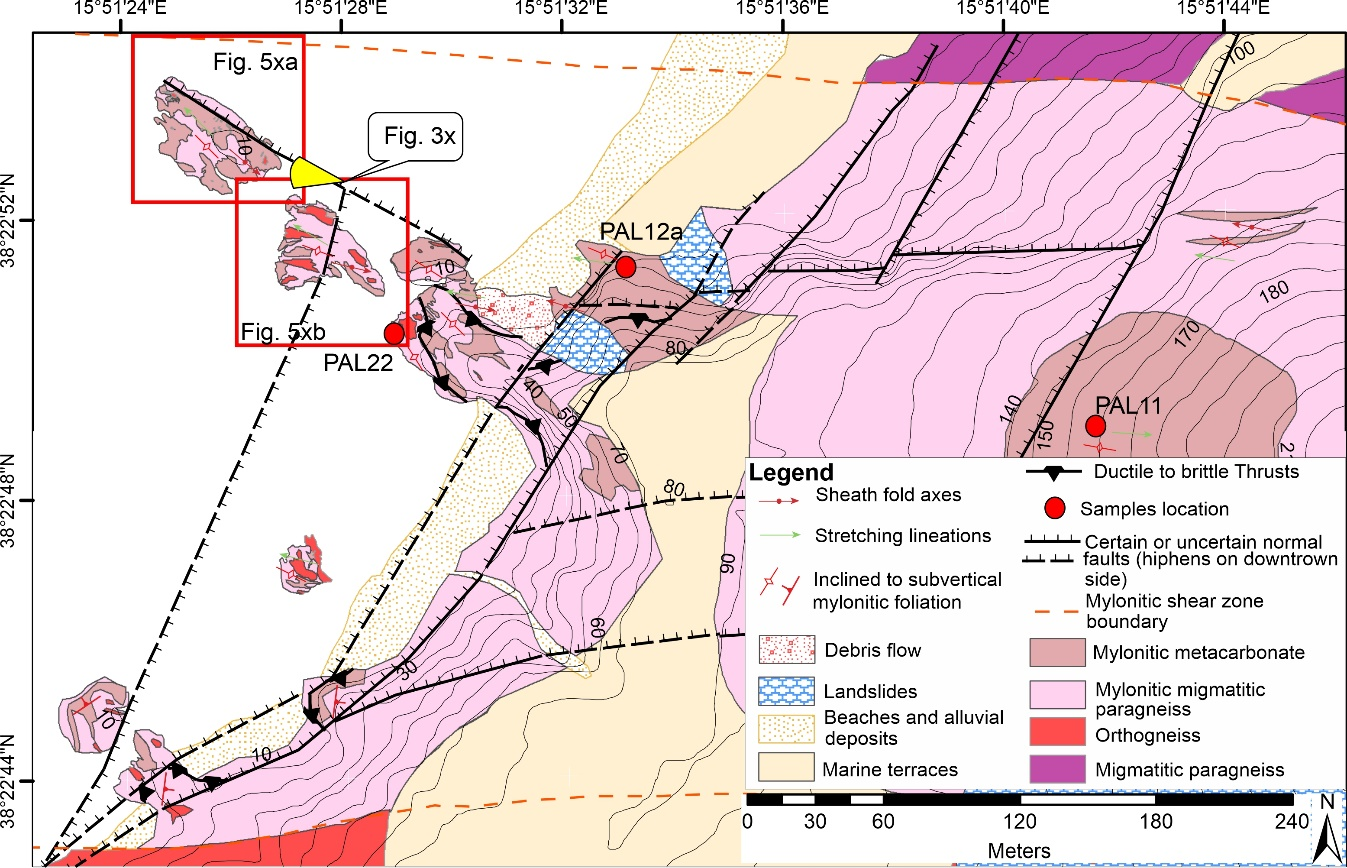 15°51'24"E 15°51'28"E 15°51'32"E 15°51'36"E 15°51'40"E 15°51'44"E
100
Fig. 5xa
Fig. 3x
10
38°22'52"N
PAL12a
10
180
Fig. 5xb
170
PAL22
80
40
140
PAL11
50
150
70
80
38°22'48"N
90
60
30
10
10
38°22'44"N
Legend
Sheath fold axes
Stretching lineations
Inclined to subvertical
mylonitic foliation
Debris flow
Landslides
Beaches and alluvial
deposits
Marine terraces
Ductile to brittle Thrusts
Samples location
Certain or uncertain normal
faults (hiphens on downtrown
side)
Mylonitic shear zone
boundary
Mylonitic metacarbonate
Mylonitic migmatitic
paragneiss
Orthogneiss
Migmatitic paragneiss
0 30 60 120 180 240
Meters
N